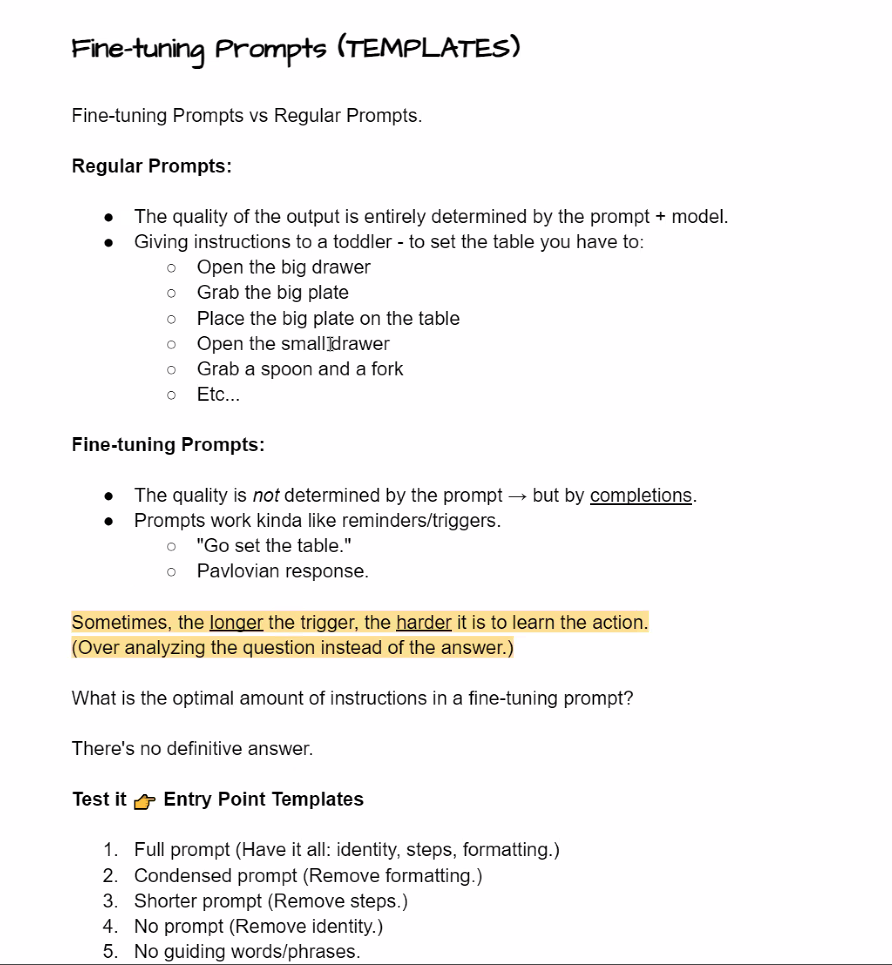 Fine-tuning Prompts (TEMPLATES)
Fine-tuning Prompts vs Regular Prompts.
Regular Prompts:
● The quality of the output is entirely determined by the prompt + model.
● Giving instructions to a toddler - to set the table you have to:
○ Open the big drawer
○ Grab the big plate
○ Place the big plate on the table
○ Open the small drawer
○ Grab a spoon and a fork
○ Etc...
Fine-tuning Prompts:
● The quality is not determined by the prompt → but by completions.
● Prompts work kinda like reminders/triggers.
○ "Go set the table."
○ Pavlovian response.
Sometimes, the longer the trigger, the harder it is to learn the action.
(Over analyzing the question instead of the answer.)
What is the optimal amount of instructions in a fine-tuning prompt?
There's no definitive answer.
Test it 👉 Entry Point Templates
1. Full prompt (Have it all: identity, steps, formatting.)
2. Condensed prompt (Remove formatting.)
3. Shorter prompt (Remove steps.)
4. No prompt (Remove identity.)
5. No guiding words/phrases.